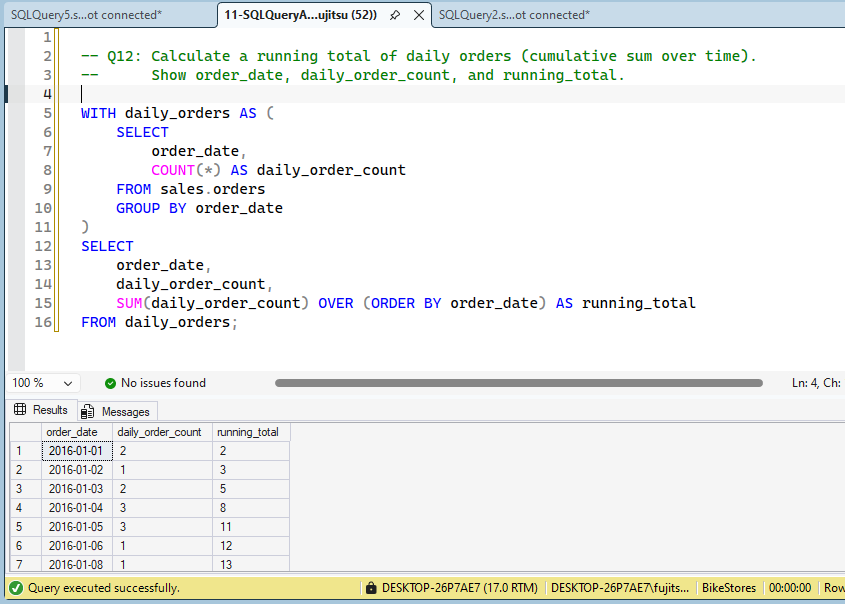 SQLQuery5.s...ot connected*
11-SQLQueryA...ujitsu (52))
SQLQuery2.s...ot connected*
1
2 -- Q12: Calculate a running total of daily orders (cumulative sum over time).
3 --      Show order_date, daily_order_count, and running_total.
4
5 WITH daily_orders AS (
6     SELECT
7         order_date,
8         COUNT(*) AS daily_order_count
9     FROM sales.orders
10     GROUP BY order_date
11 )
12 SELECT
13     order_date,
14     daily_order_count,
15     SUM(daily_order_count) OVER (ORDER BY order_date) AS running_total
16 FROM daily_orders;
100 % No issues found Ln: 4, Ch:
Results Messages
order_date daily_order_count running_total
1 2016-01-01 2 2
2 2016-01-02 1 3
3 2016-01-03 2 5
4 2016-01-04 3 8
5 2016-01-05 3 11
6 2016-01-06 1 12
7 2016-01-08 1 13
Query executed successfully. DESKTOP-26P7AE7 (17.0 RTM) DESKTOP-26P7AE7\fujits... BikeStores 00:00:00 Row